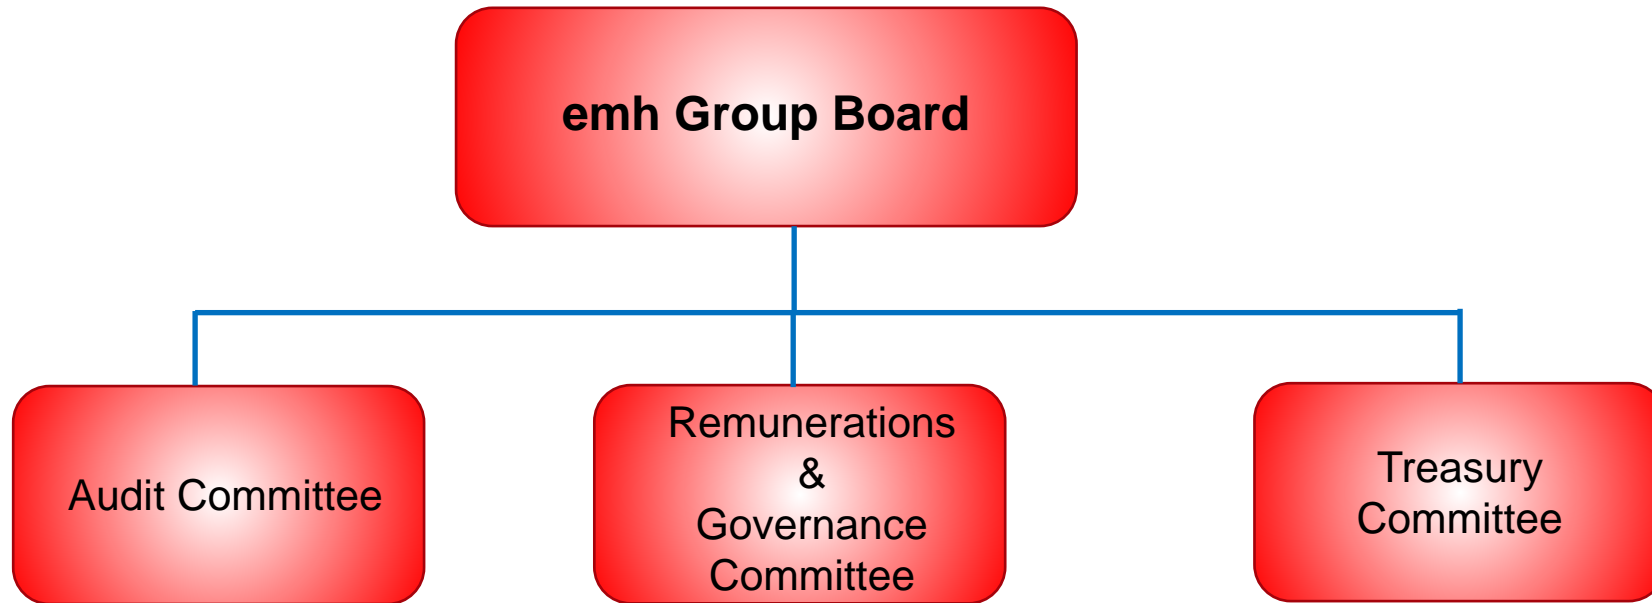 emh Group Board
Audit Committee
Remunerations
&
Governance
Committee
Treasury
Committee